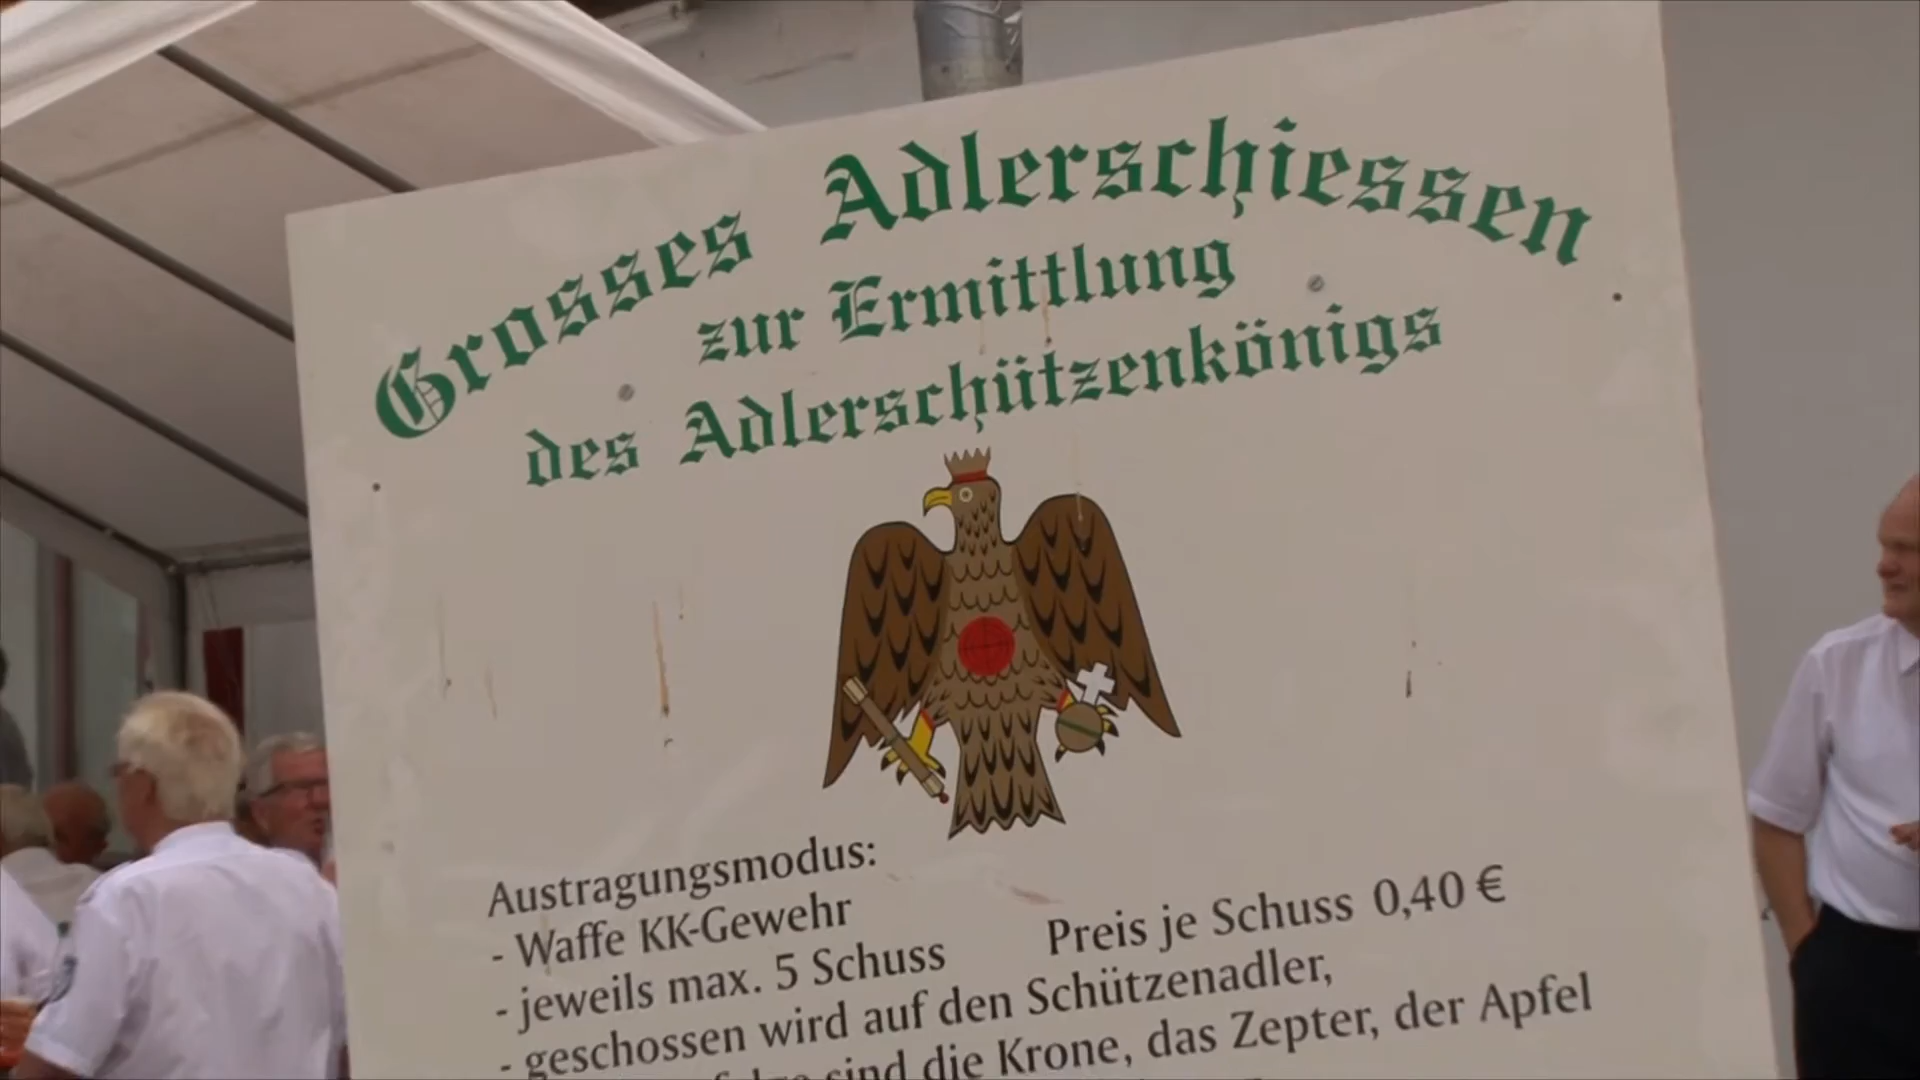 Grosses Adlerschiessen
zur Ermittlung
des Adlerschützenkönigs
Austragungsmodus:
- Waffe KK-Gewehr
- jeweils max. 5 Schuss Preis je Schuss 0,40 €
- geschossen wird auf den Schützenadler,
sind die Krone, das Zepter, der Apfel